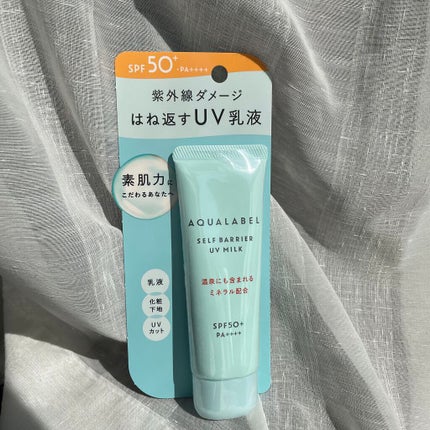 SPF50+・PA++++
紫外線ダメージ
はね返すUV乳液
素肌力に
こだわるあなたへ
AQUALABEL
SELF BARRIER
UV MILK
温泉にも含まれる
ミネラル配合
乳液
化粧
下地
UV
カット
SPF50+
PA++++